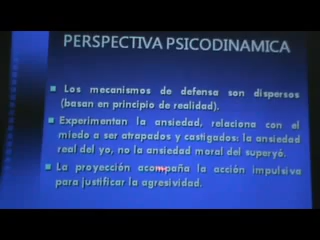 PERSPECTIVA PSICODINAMICA
Los mecanismos de defensa son dispersos
(basan en principio de realidad).
Experimentan la ansiedad, relaciona con el
miedo a ser atrapados y castigados: la ansiedad
real del yo, no la ansiedad moral del superyó.
La proyección acompaña la acción impulsiva
para justificar la agresividad.